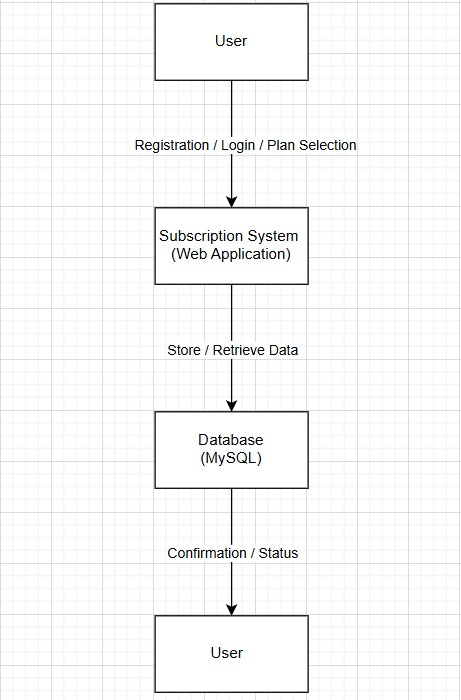 User
Registration / Login / Plan Selection
Subscription System
(Web Application)
Store / Retrieve Data
Database
(MySQL)
Confirmation / Status
User